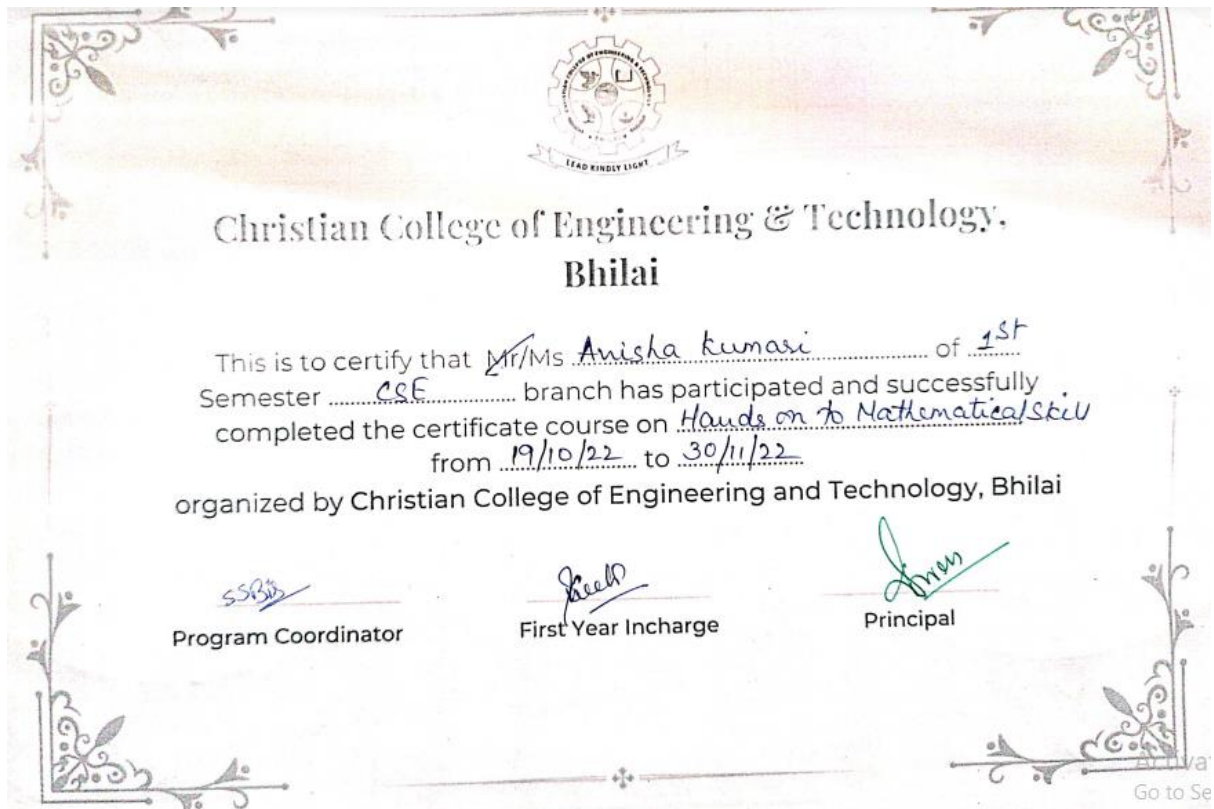 LEAD KINDLY LIGHT
Christian College of Engineering & Technology,
Bhilai
This is to certify that Mr/Ms Anisha Kumari of 1st
Semester CSE branch has participated and successfully
completed the certificate course on Hands on to Mathematical Skill
from 19/10/22 to 30/11/22
organized by Christian College of Engineering and Technology, Bhilai
Program Coordinator
First Year Incharge
Principal
Go to Se